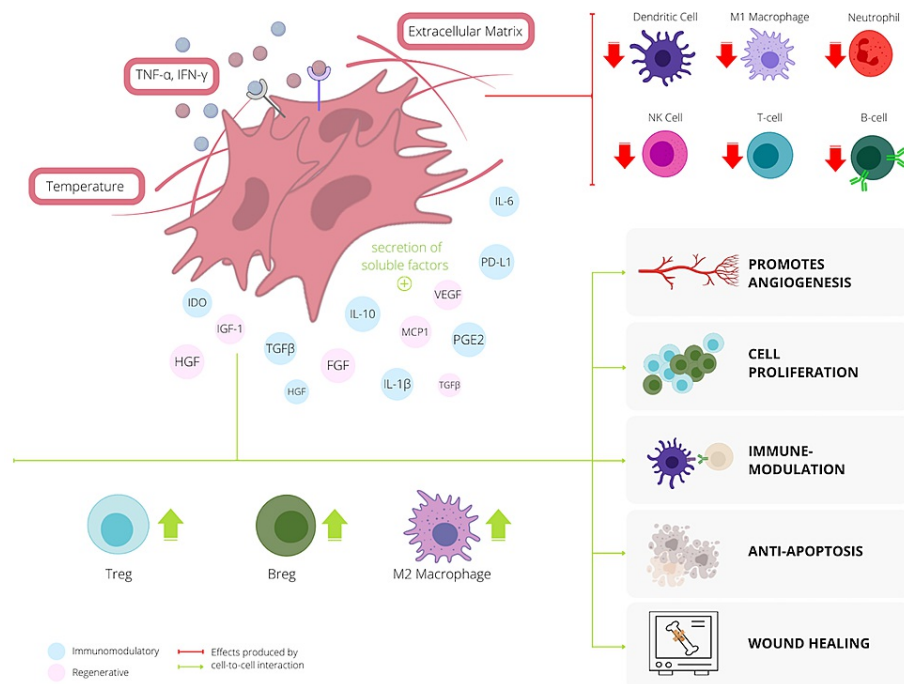 Dendritic Cell
M1 Macrophage
Neutrophil
Extracellular Matrix
TNF-α, IFN-γ
NK Cell
T-cell
B-cell
Temperature
IL-6
secretion of
soluble factors
PD-L1
VEGF
IDO
IL-10
IGF-1
MCP1
PGE2
TGFβ
HGF
FGF
HGF
IL-1β
TGFβ
PROMOTES
ANGIOGENESIS
CELL
PROLIFERATION
IMMUNE-
MODULATION
ANTI-APOPTOSIS
WOUND HEALING
Treg
Breg
M2 Macrophage
Immunomodulatory
Regenerative
Effects produced by
cell-to-cell interaction